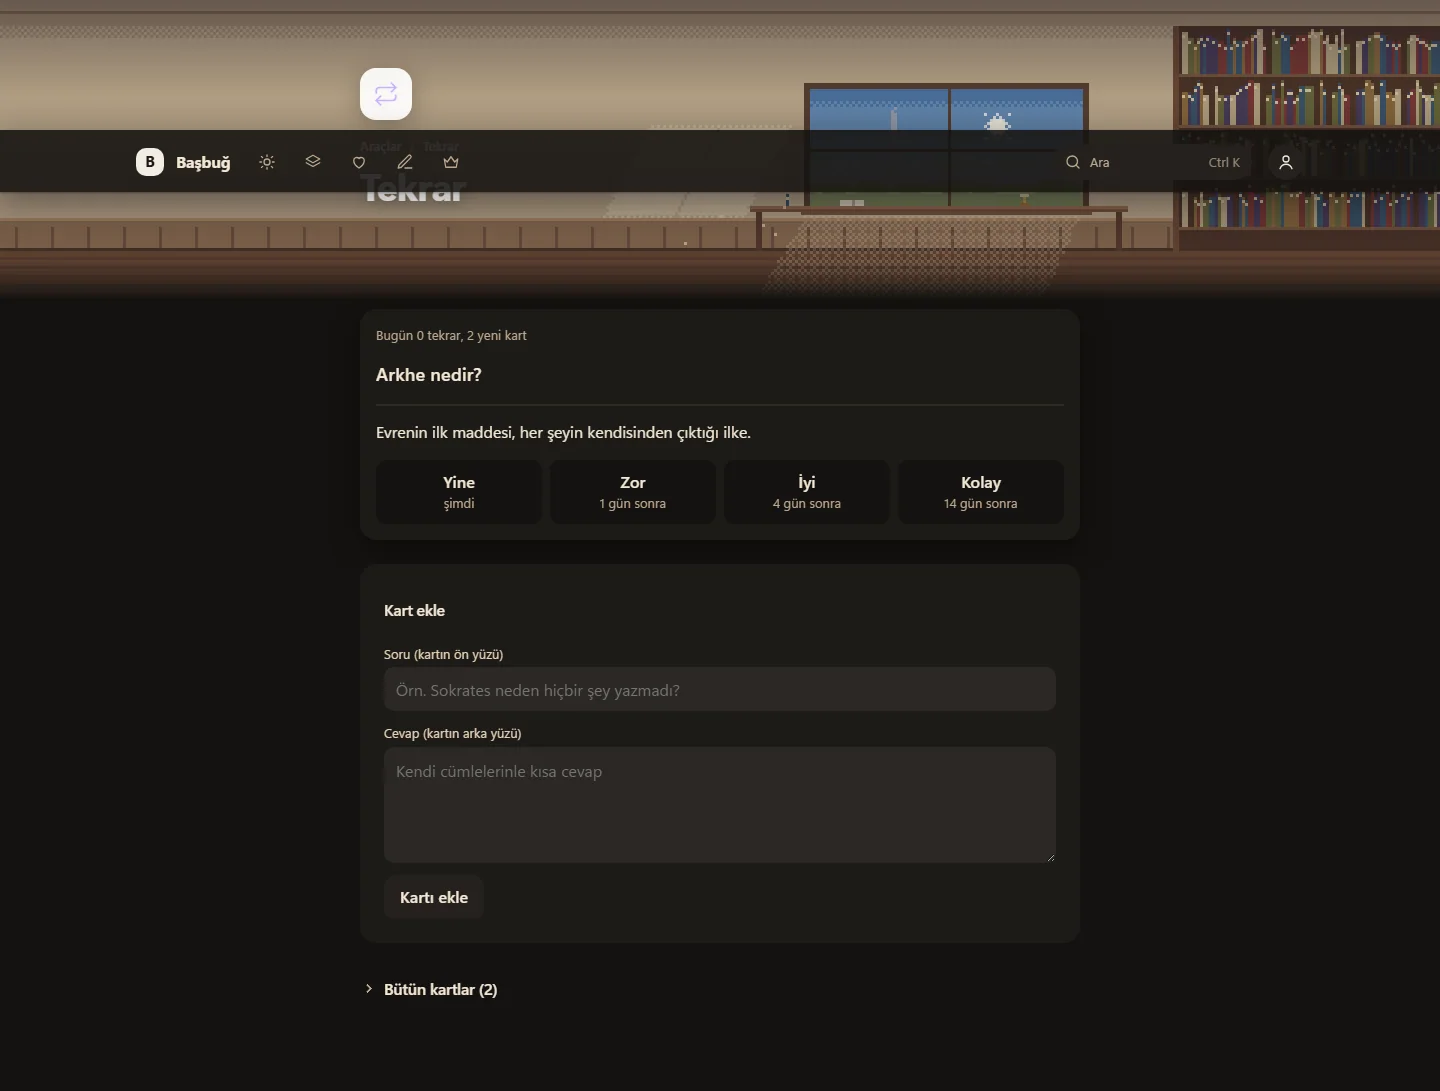 Araçlar / Tekrar
B Başbuğ Ara Ctrl K
Tekrar
Bugün 0 tekrar, 2 yeni kart
Arkhe nedir?
Evrenin ilk maddesi, her şeyin kendisinden çıktığı ilke.
Yine Zor İyi Kolay
şimdi 1 gün sonra 4 gün sonra 14 gün sonra
Kart ekle
Soru (kartın ön yüzü)
Örn. Sokrates neden hiçbir şey yazmadı?
Cevap (kartın arka yüzü)
Kendi cümlelerinle kısa cevap
Kartı ekle
Bütün kartlar (2)